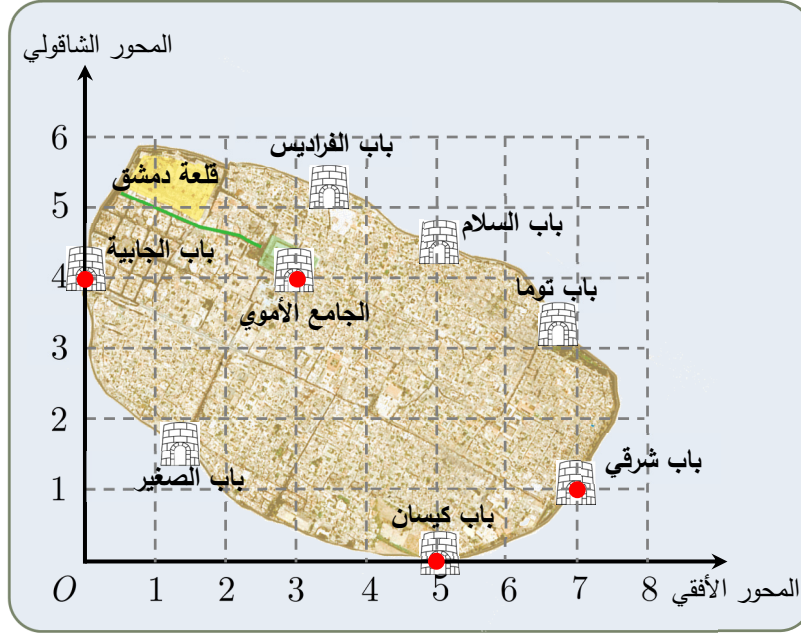 المحور الشاقولي
6
باب الفراديس
قلعة دمشق
5
باب السلام
باب الجابية
4
باب توما
الجامع الأموي
3
2
باب شرقي
باب الصغير
1
باب كيسان
O 1 2 3 4 5 6 7 8 المحور الأفقي